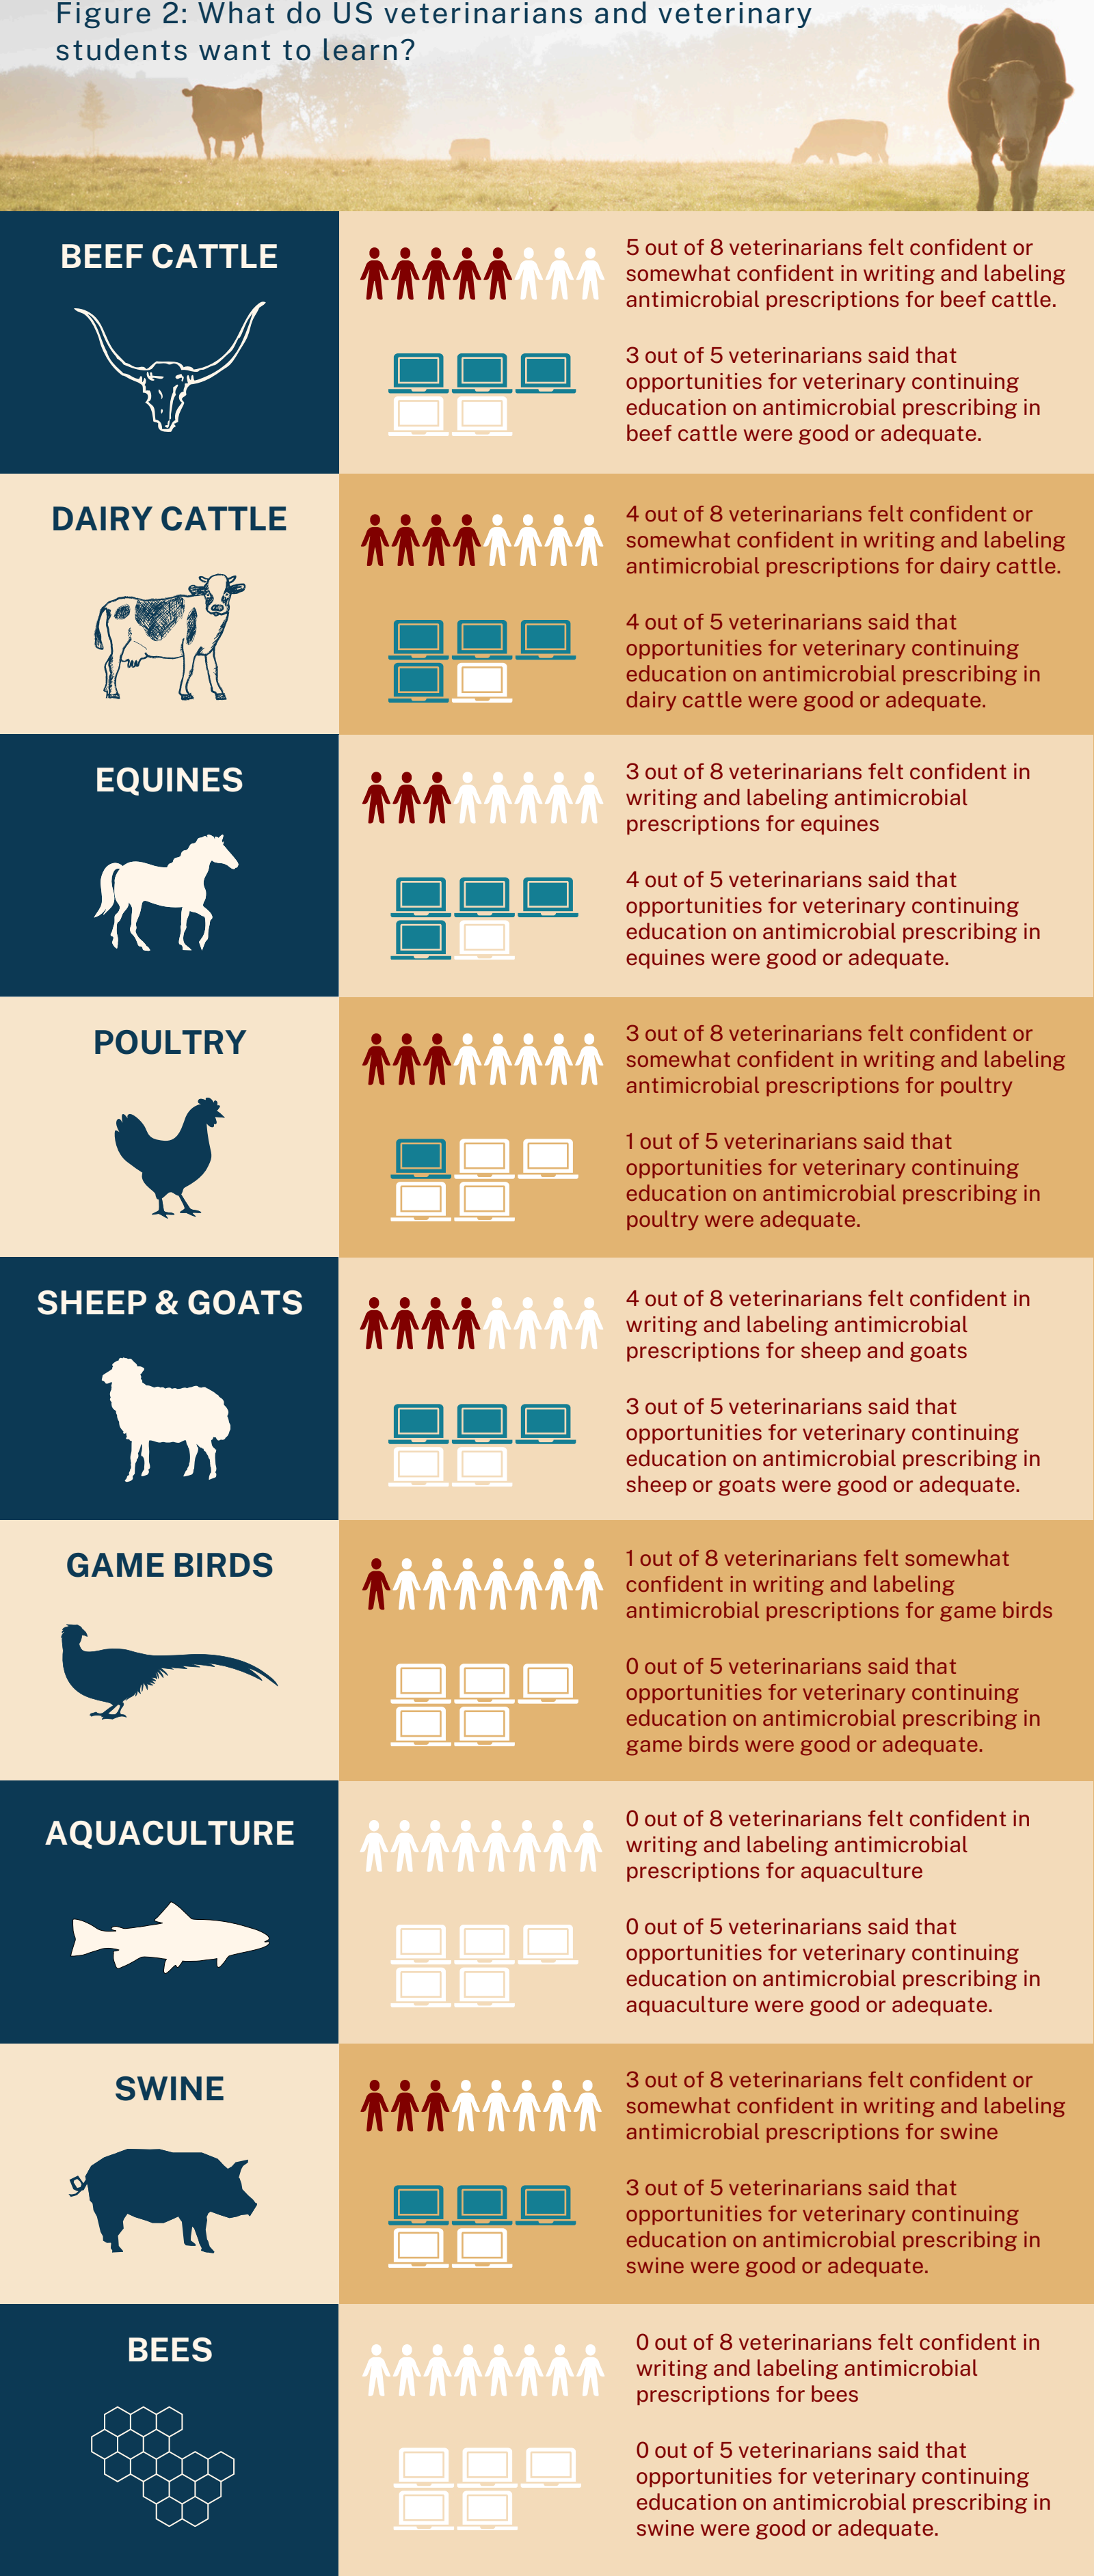 Figure 2: What do US veterinarians and veterinary
students want to learn?
BEEF CATTLE
5 out of 8 veterinarians felt confident or
somewhat confident in writing and labeling
antimicrobial prescriptions for beef cattle.
3 out of 5 veterinarians said that
opportunities for veterinary continuing
education on antimicrobial prescribing in
beef cattle were good or adequate.
DAIRY CATTLE
4 out of 8 veterinarians felt confident or
somewhat confident in writing and labeling
antimicrobial prescriptions for dairy cattle.
4 out of 5 veterinarians said that
opportunities for veterinary continuing
education on antimicrobial prescribing in
dairy cattle were good or adequate.
EQUINES
3 out of 8 veterinarians felt confident in
writing and labeling antimicrobial
prescriptions for equines
4 out of 5 veterinarians said that
opportunities for veterinary continuing
education on antimicrobial prescribing in
equines were good or adequate.
POULTRY
3 out of 8 veterinarians felt confident or
somewhat confident in writing and labeling
antimicrobial prescriptions for poultry
1 out of 5 veterinarians said that
opportunities for veterinary continuing
education on antimicrobial prescribing in
poultry were adequate.
SHEEP & GOATS
4 out of 8 veterinarians felt confident in
writing and labeling antimicrobial
prescriptions for sheep and goats
3 out of 5 veterinarians said that
opportunities for veterinary continuing
education on antimicrobial prescribing in
sheep or goats were good or adequate.
GAME BIRDS
1 out of 8 veterinarians felt somewhat
confident in writing and labeling
antimicrobial prescriptions for game birds
0 out of 5 veterinarians said that
opportunities for veterinary continuing
education on antimicrobial prescribing in
game birds were good or adequate.
AQUACULTURE
0 out of 8 veterinarians felt confident in
writing and labeling antimicrobial
prescriptions for aquaculture
0 out of 5 veterinarians said that
opportunities for veterinary continuing
education on antimicrobial prescribing in
aquaculture were good or adequate.
SWINE
3 out of 8 veterinarians felt confident or
somewhat confident in writing and labeling
antimicrobial prescriptions for swine
3 out of 5 veterinarians said that
opportunities for veterinary continuing
education on antimicrobial prescribing in
swine were good or adequate.
BEES
0 out of 8 veterinarians felt confident in
writing and labeling antimicrobial
prescriptions for bees
0 out of 5 veterinarians said that
opportunities for veterinary continuing
education on antimicrobial prescribing in
swine were good or adequate.